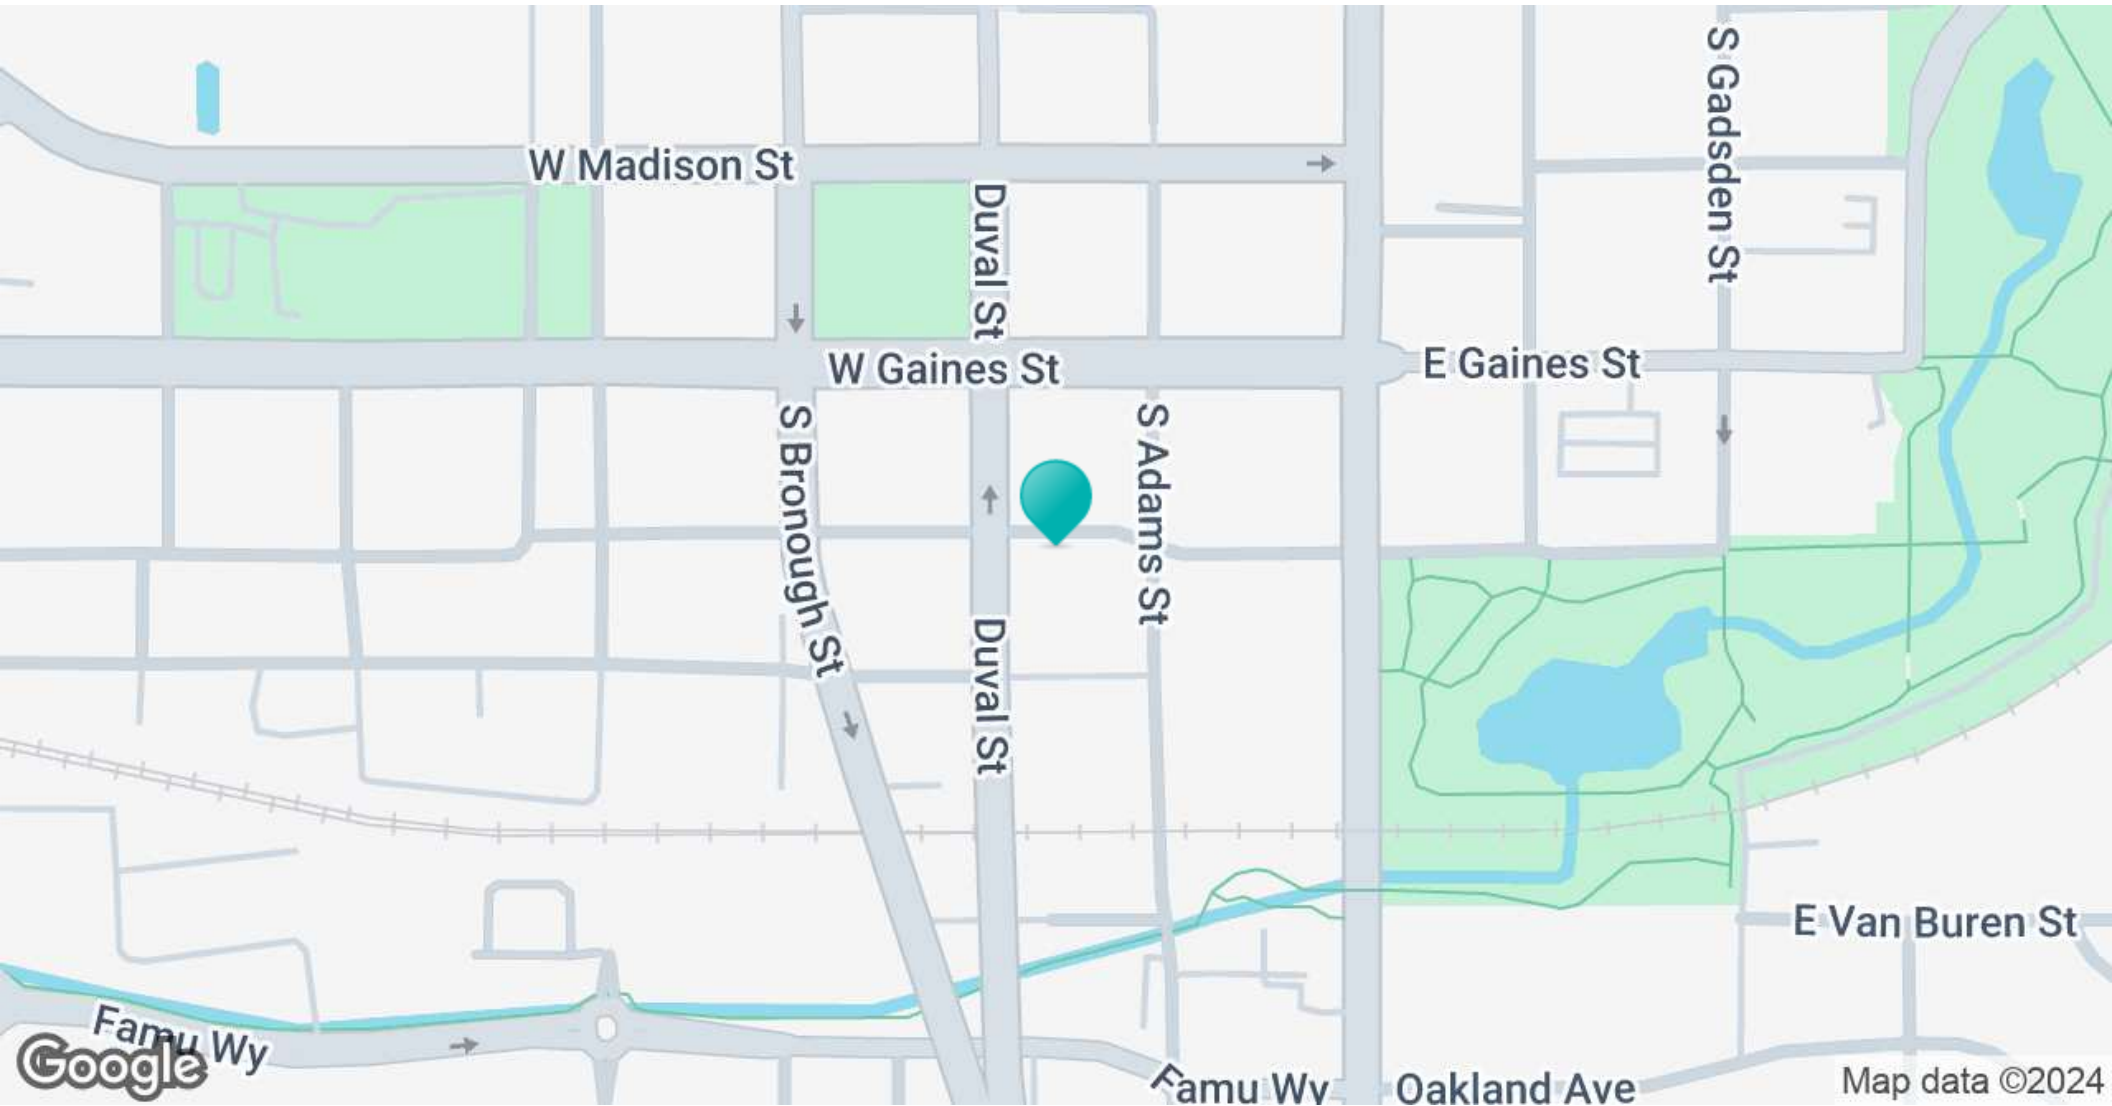 S Gadsden St
W Madison St
Duval St
W Gaines St
E Gaines St
S Bronough St
S Adams St
Duval St
E Van Buren St
Famu Wy
Google
Famu Wy
Oakland Ave
Map data ©2024